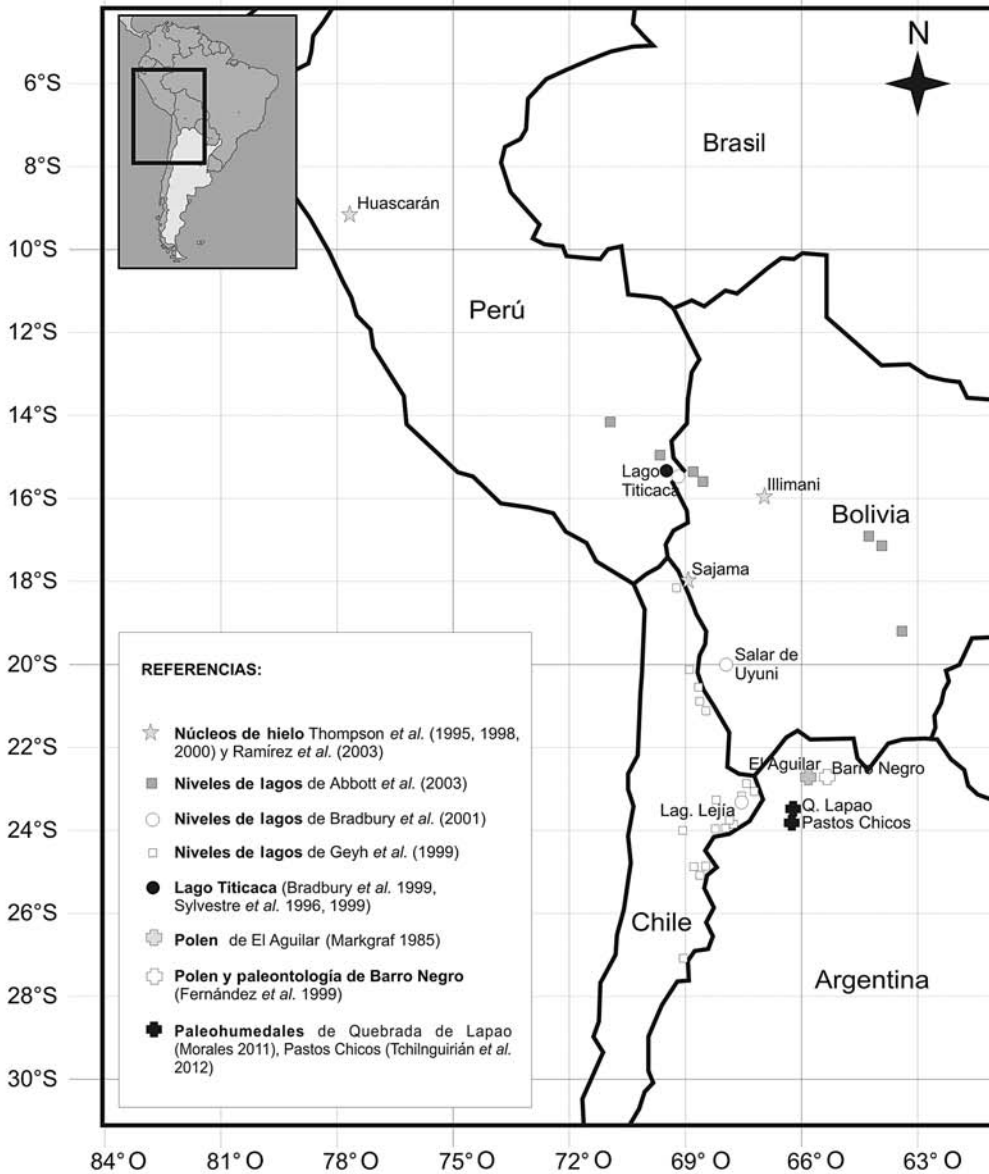 N
6°S
8°S
10°S
12°S
14°S
16°S
18°S
20°S
22°S
24°S
26°S
28°S
30°S
Brasil
Huascarán
Perú
Lago
Titicaca
Illimani
Bolivia
Sajama
Salar de
Uyuni
El Aguilar
Barro Negro
Lag. Lejía
Q. Lapao
Pastos Chicos
Chile
Argentina
REFERENCIAS:
Núcleos de hielo Thompson et al. (1995, 1998,
2000) y Ramírez et al. (2003)
Niveles de lagos de Abbott et al. (2003)
Niveles de lagos de Bradbury et al. (2001)
Niveles de lagos de Geyh et al. (1999)
Lago Titicaca (Bradbury et al. 1999,
Sylvestre et al. 1996, 1999)
Polen de El Aguilar (Markgraf 1985)
Polen y paleontología de Barro Negro
(Fernández et al. 1999)
Paleohumedales de Quebrada de Lapao
(Morales 2011), Pastos Chicos (Tchilnguirián et al.
2012)
84° O
81° O
78° O
75° O
72° O
69° O
66° O
63° O